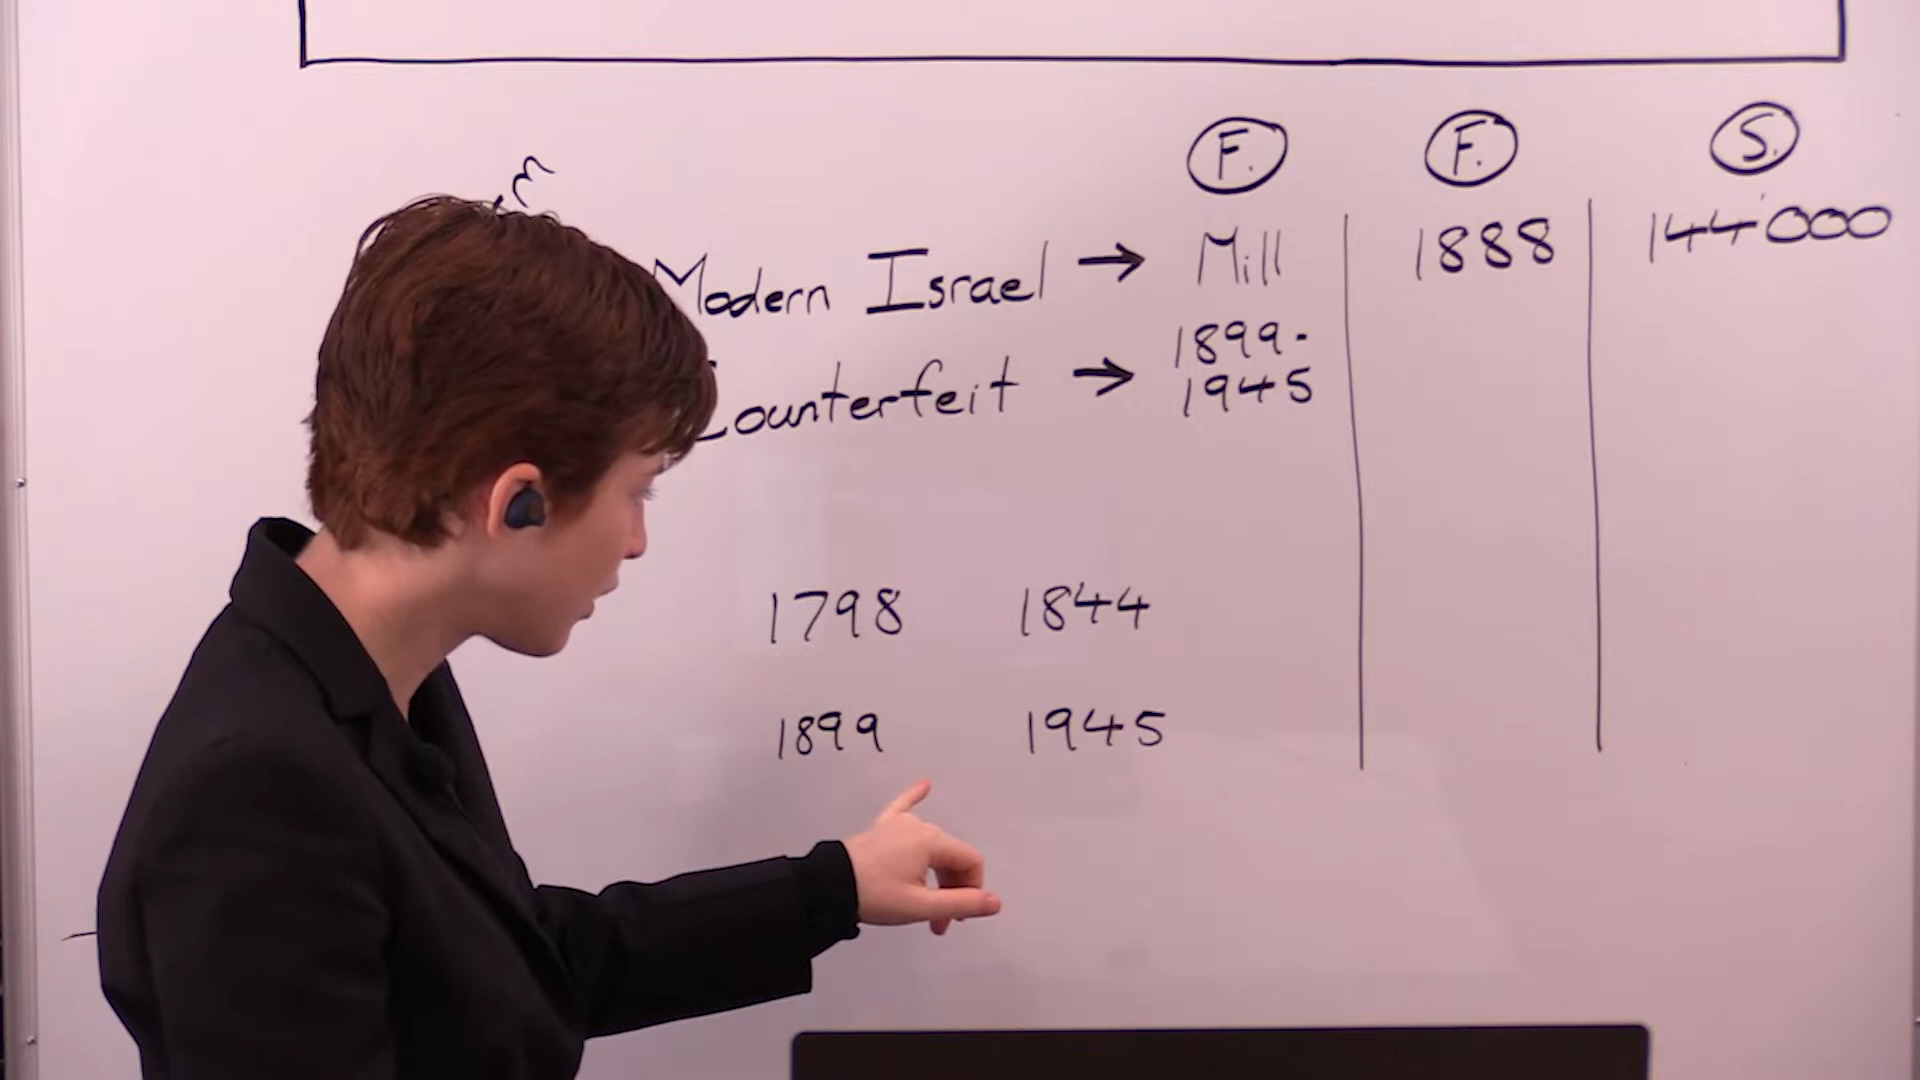 F. F. S.
Modern Israel → Mill 1888 144'000
Counterfeit → 1899-
1945
1798 1844
1899 1945